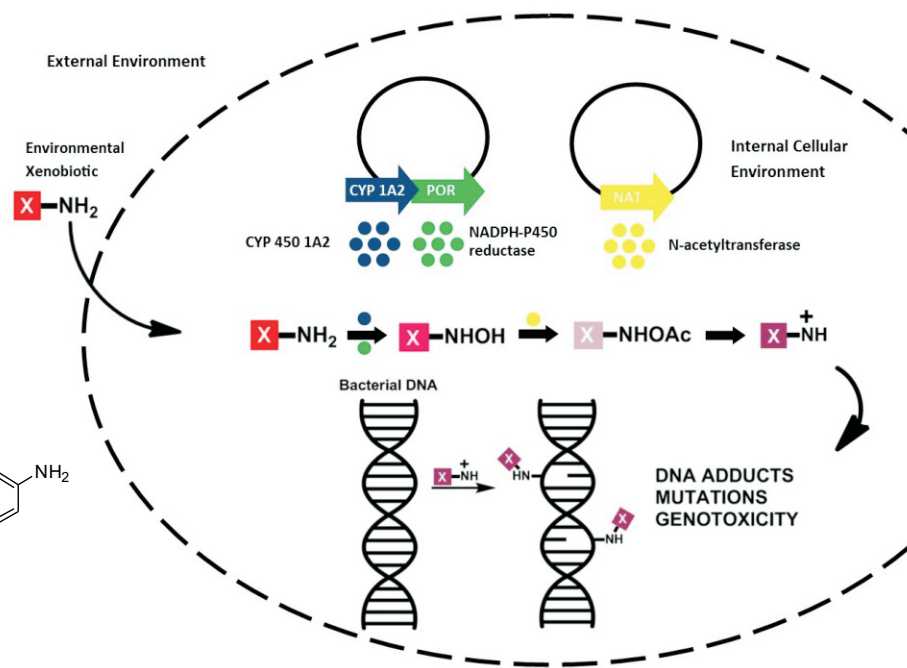 External Environment
Environmental
Xenobiotic
X—NH2
CYP 1A2
POR
NAT
Internal Cellular
Environment
CYP 450 1A2
NADPH-P450
reductase
N-acetyltransferase
X—NH2
X—NHOH
X—NHOAc
X—NH
+
Bacterial DNA
NH2
X—NH
+
X
HN
X
NH
DNA ADDUCTS
MUTATIONS
GENOTOXICITY